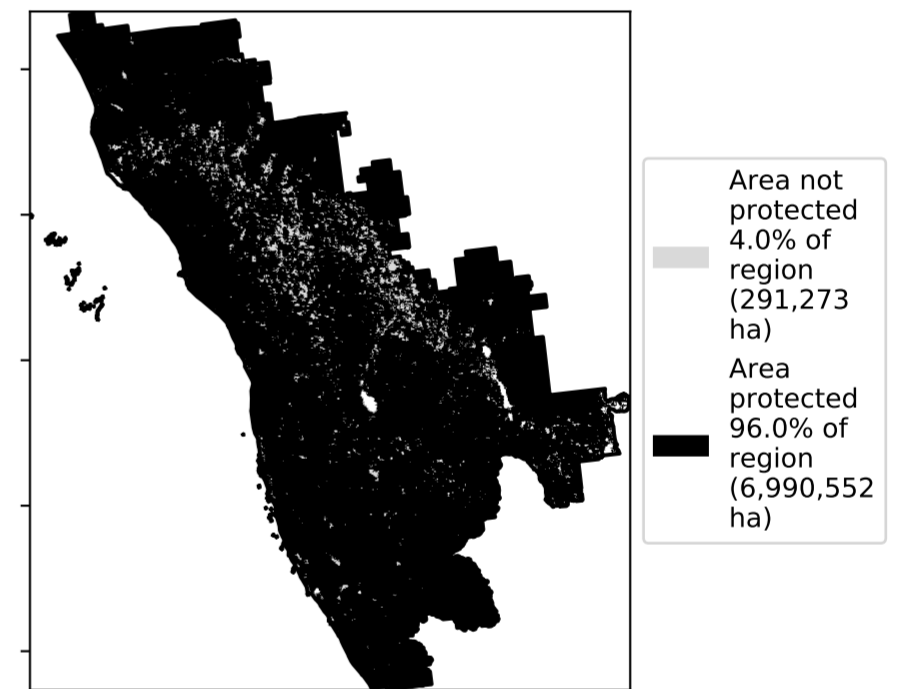 Area not
protected
4.0% of
region
(291,273
ha)
Area
protected
96.0% of
region
(6,990,552
ha)